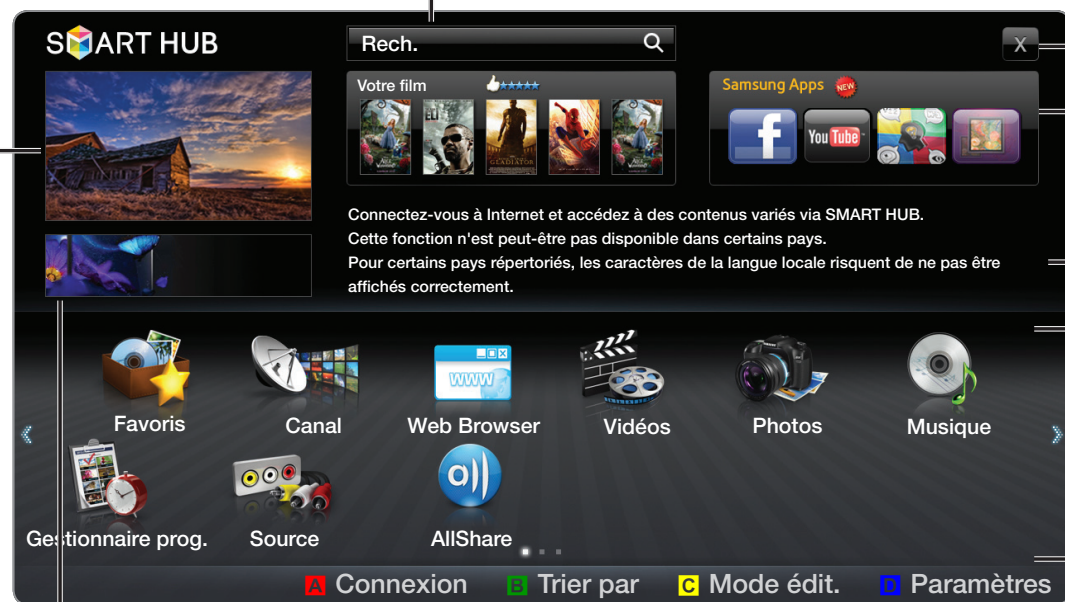 SMART HUB
Rech.
X
Votre film
Samsung Apps NEW
ELI
GLADIATOR
f
You Tube
Connectez-vous à Internet et accédez à des contenus variés via SMART HUB.
Cette fonction n'est peut-être pas disponible dans certains pays.
Pour certains pays répertoriés, les caractères de la langue locale risquent de ne pas être
affichés correctement.
www
Favoris
Canal
Web Browser
Vidéos
Photos
Musique
Gestionnaire prog.
Source
AllShare
A Connexion
B Trier par
C Mode édit.
D Paramètres